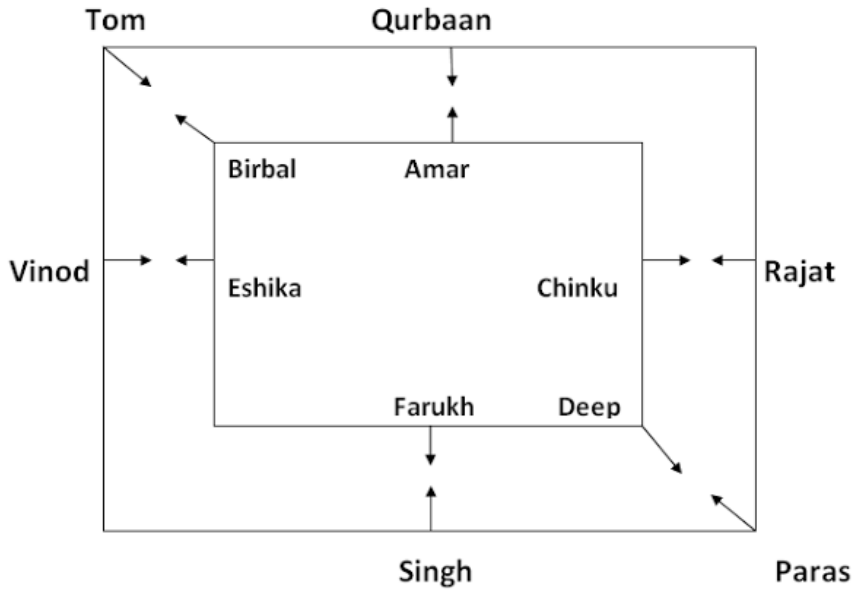 Tom Qurbaan
Birbal Amar
Vinod Rajat
Eshika Chinku
Farukh Deep
Singh Paras